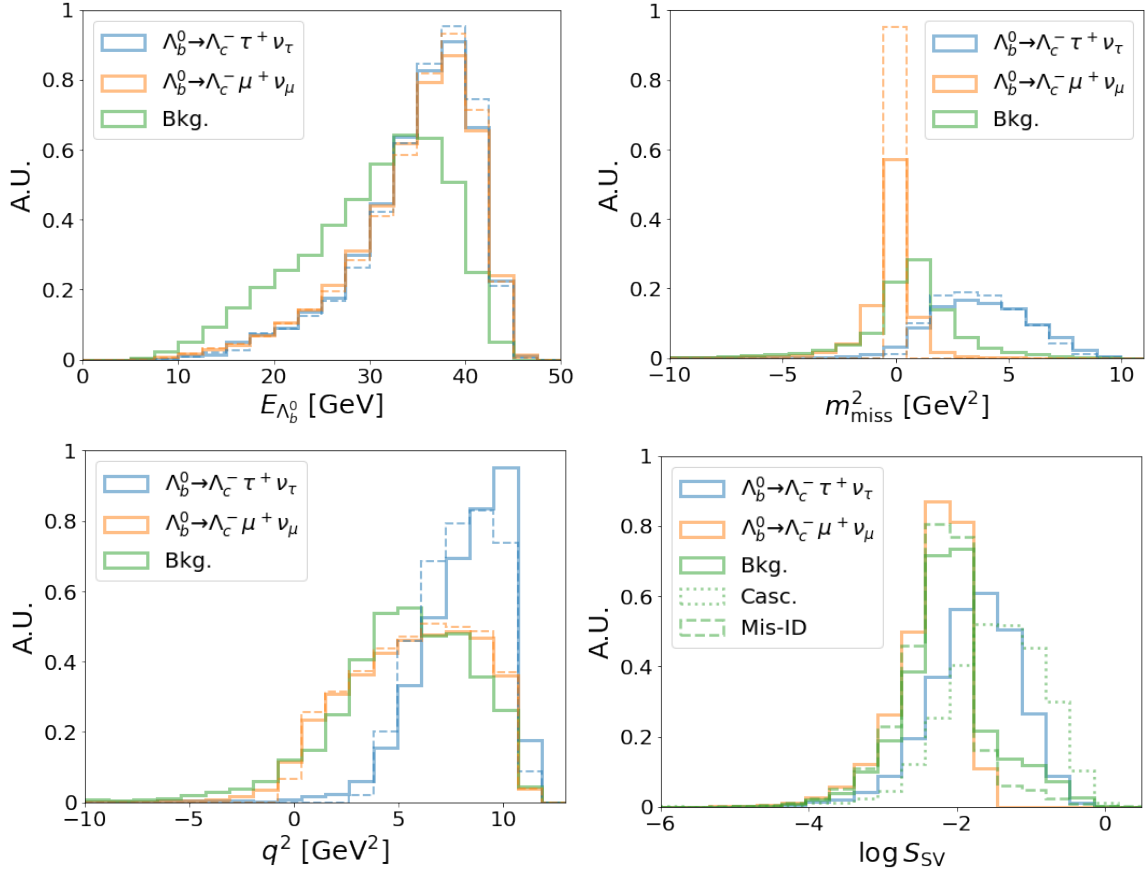 1
0.8
0.6
0.4
0.2
0
A.U.
Λ_b^0→Λ_c^- τ^+ ν_τ
Λ_b^0→Λ_c^- μ^+ ν_μ
Bkg.
0 10 20 30 40 50
E_{Λ_b^0} [GeV]
1
0.8
0.6
0.4
0.2
0
A.U.
Λ_b^0→Λ_c^- τ^+ ν_τ
Λ_b^0→Λ_c^- μ^+ ν_μ
Bkg.
−10 −5 0 5 10
m_miss^2 [GeV^2]
1
0.8
0.6
0.4
0.2
0
A.U.
Λ_b^0→Λ_c^- τ^+ ν_τ
Λ_b^0→Λ_c^- μ^+ ν_μ
Bkg.
−10 −5 0 5 10
q^2 [GeV^2]
1
0.8
0.6
0.4
0.2
0
A.U.
Λ_b^0→Λ_c^- τ^+ ν_τ
Λ_b^0→Λ_c^- μ^+ ν_μ
Bkg.
Casc.
Mis-ID
−6 −4 −2 0
log S_SV